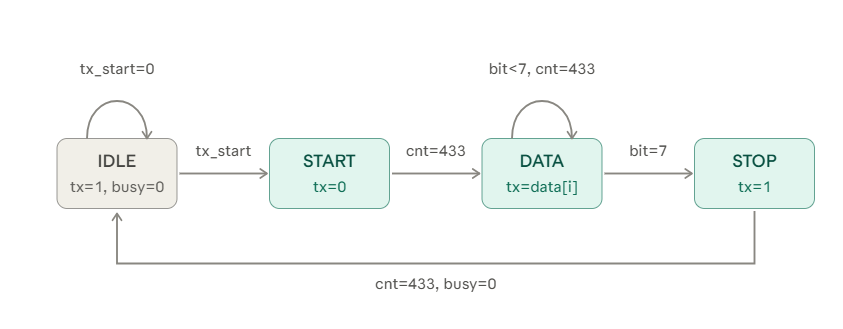 tx_start=0
bit<7, cnt=433
tx_start
cnt=433
bit=7
IDLE
tx=1, busy=0
START
tx=0
DATA
tx=data[i]
STOP
tx=1
cnt=433, busy=0